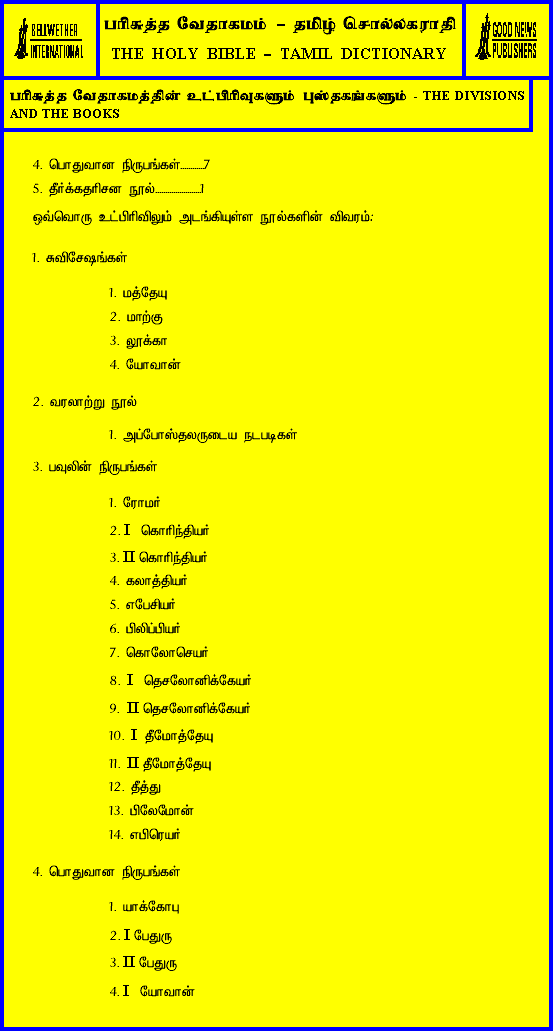 BELLWETHER
INTERNATIONAL
பரிசுத்த வேதாகமம் – தமிழ் சொல்லகராதி
THE HOLY BIBLE – TAMIL DICTIONARY
GOOD NEWS
PUBLISHERS
பரிசுத்த வேதாகமத்தின் உட்பிரிவுகளும் புஸ்தகங்களும் - THE DIVISIONS
AND THE BOOKS
4. பொதுவான நிருபங்கள்...........7
5. தீர்க்கதரிசன நூல்.....................1
ஒவ்வொரு உட்பிரிவிலும் அடங்கியுள்ள நூல்களின் விவரம்:
1. சுவிசேஷங்கள்
1. மத்தேயு
2. மாற்கு
3. லூக்கா
4. யோவான்
2. வரலாற்று நூல்
1. அப்போஸ்தலருடைய நடபடிகள்
3. பவுலின் நிருபங்கள்
1. ரோமர்
2. I கொரிந்தியர்
3. II கொரிந்தியர்
4. கலாத்தியர்
5. எபேசியர்
6. பிலிப்பியர்
7. கொலோசெயர்
8. I தெசலோனிக்கேயர்
9. II தெசலோனிக்கேயர்
10. I தீமோத்தேயு
11. II தீமோத்தேயு
12. தீத்து
13. பிலேமோன்
14. எபிரெயர்
4. பொதுவான நிருபங்கள்
1. யாக்கோபு
2. I பேதுரு
3. II பேதுரு
4. I யோவான்